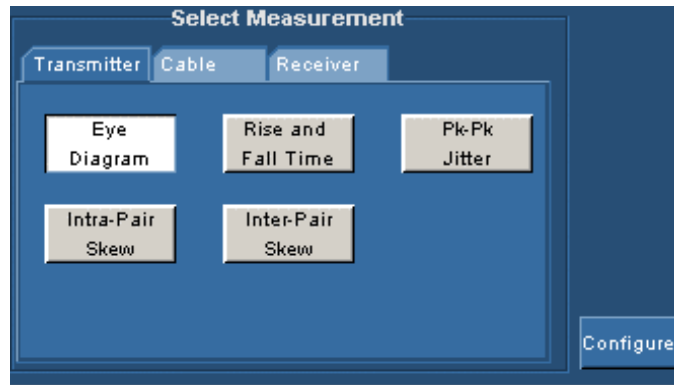 Select Measurement
Transmitter Cable Receiver
Eye Diagram
Rise and Fall Time
Pk-Pk Jitter
Intra-Pair Skew
Inter-Pair Skew
Configure